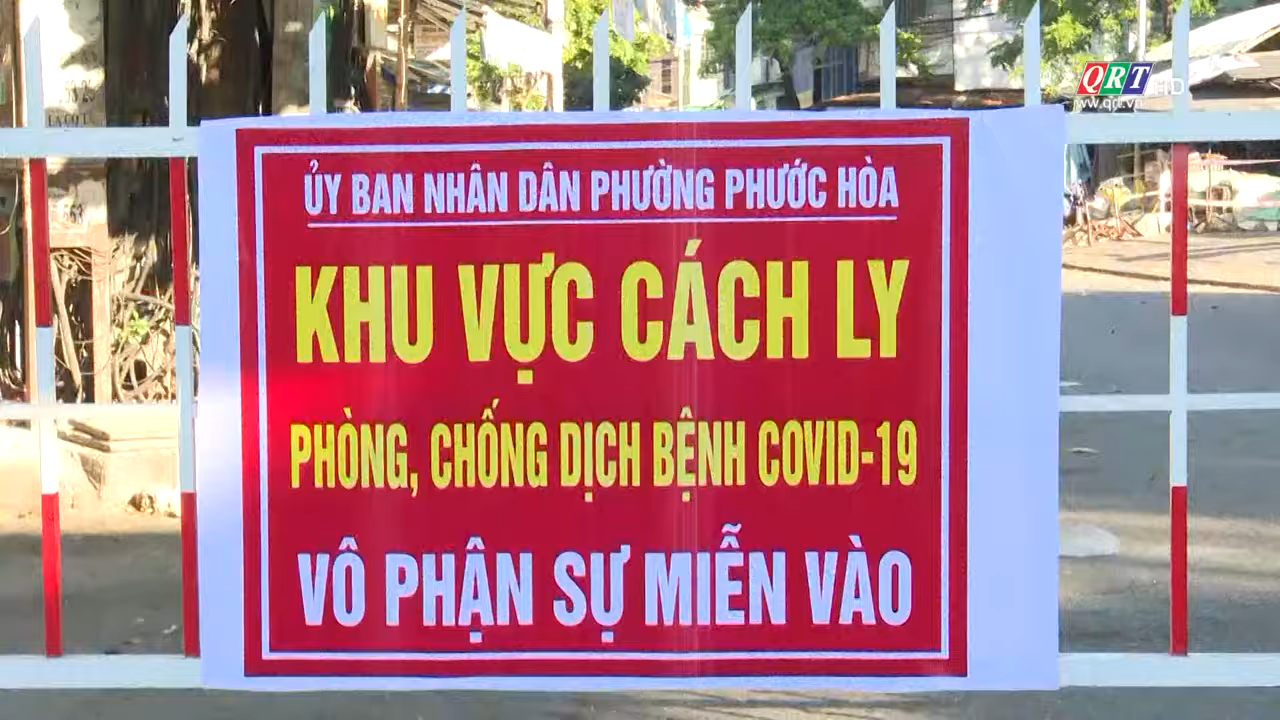 QRT HD
www.qrt.vn
ỦY BAN NHÂN DÂN PHƯỜNG PHƯỚC HÒA
KHU VỰC CÁCH LY
PHÒNG, CHỐNG DỊCH BỆNH COVID-19
VÔ PHẬN SỰ MIỄN VÀO